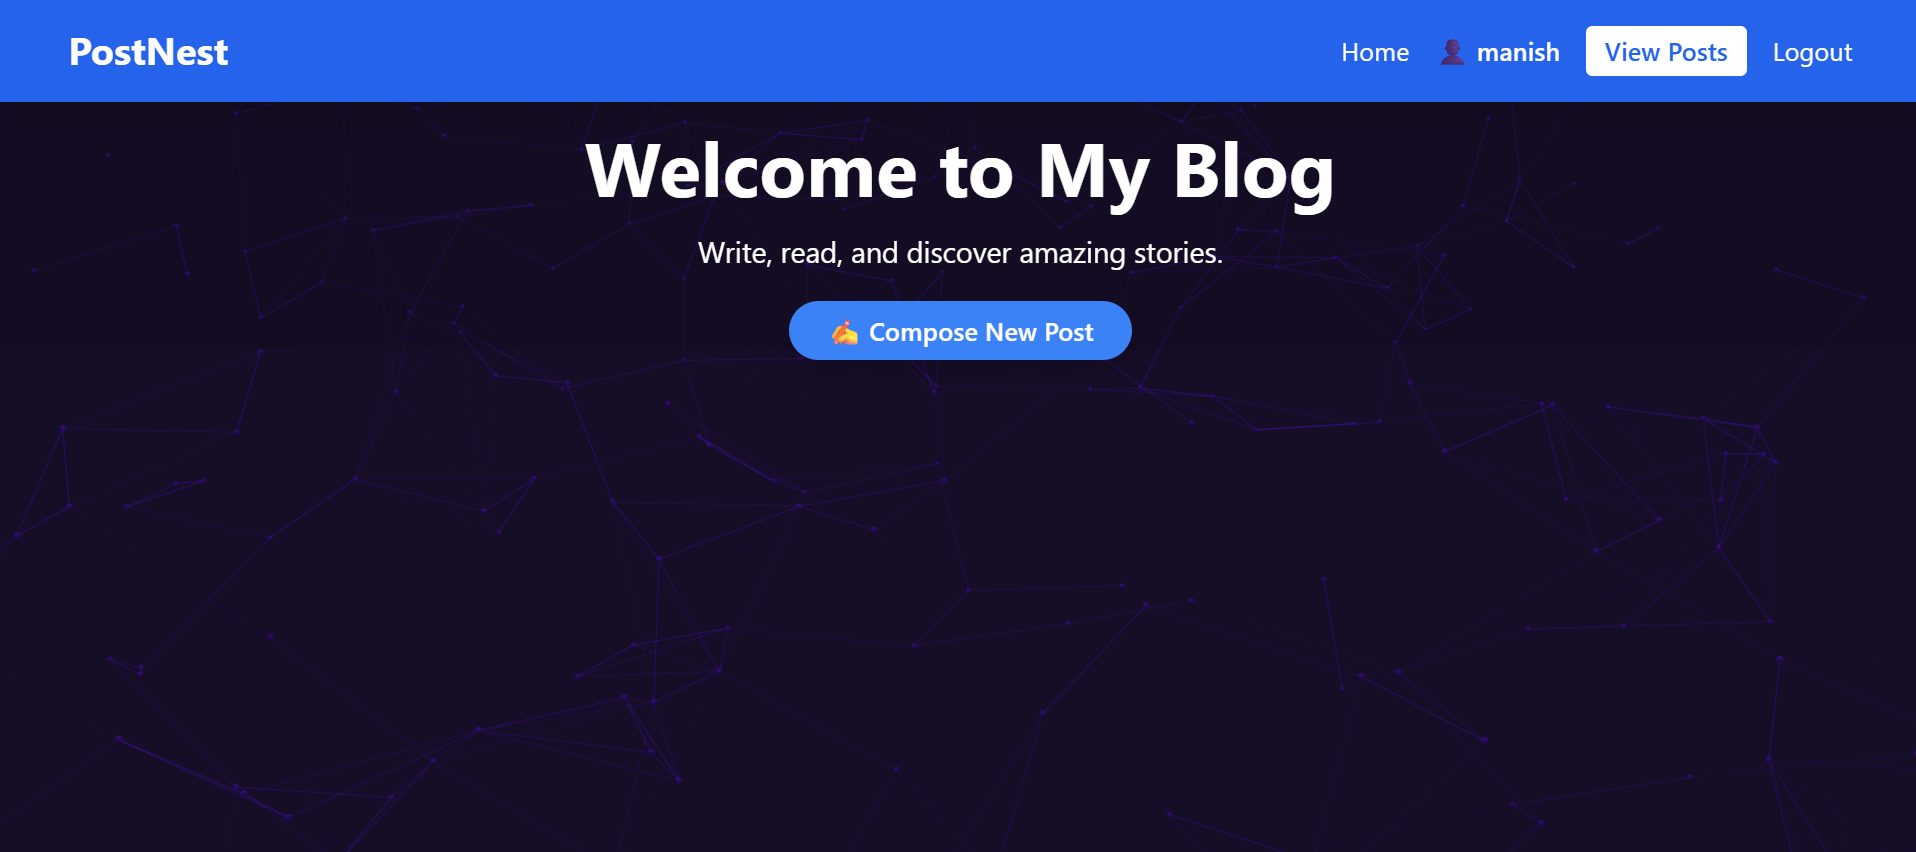 PostNest
Home 👤 manish View Posts Logout
Welcome to My Blog
Write, read, and discover amazing stories.
✍️ Compose New Post